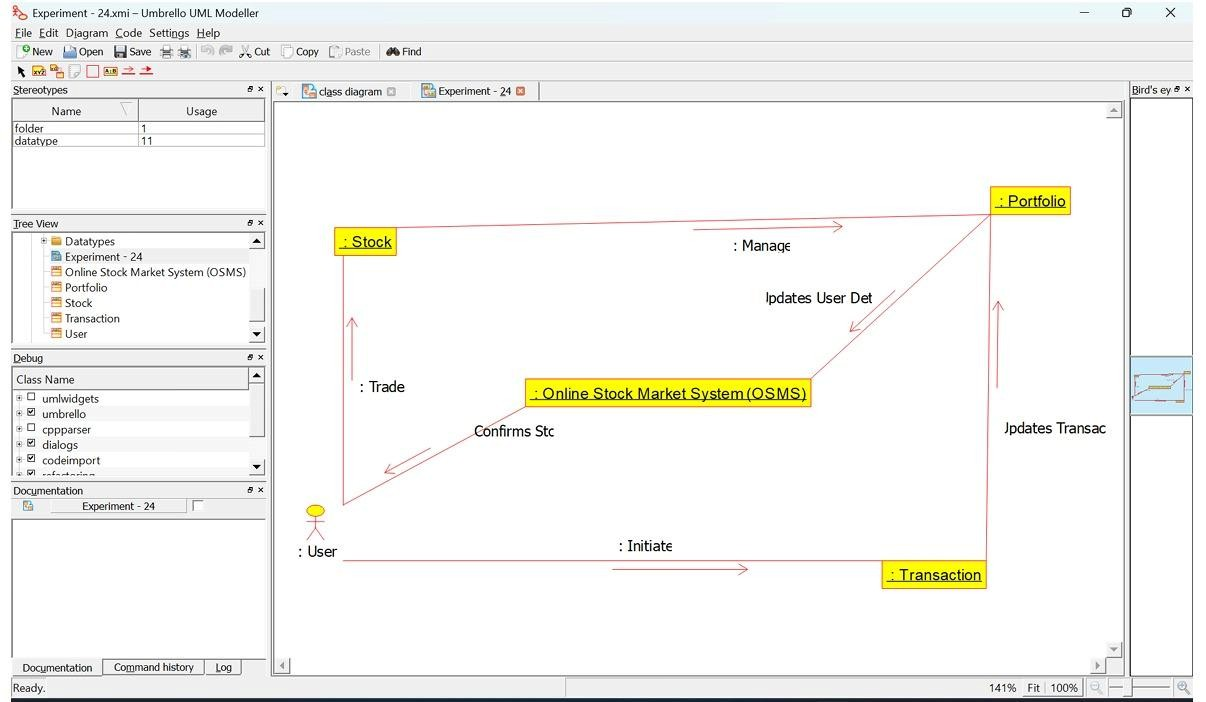 Experiment - 24.xmi – Umbrello UML Modeller
File Edit Diagram Code Settings Help
New Open Save Cut Copy Paste Find
Stereotypes
Name Usage
folder 1
datatype 11
Tree View
Datatypes
Experiment - 24
Online Stock Market System (OSMS)
Portfolio
Stock
Transaction
User
Debug
Class Name
umlwidgets
umbrello
cppparser
dialogs
codeimport
refactoring
Documentation
Experiment - 24
Documentation Command history Log
Ready.
class diagram Experiment - 24
: Portfolio
: Stock
: Manage
Updates User Det
: Trade
: Online Stock Market System (OSMS)
Confirms Stc
Updates Transac
: User
: Initiate
: Transaction
Bird's ey
141% Fit 100%